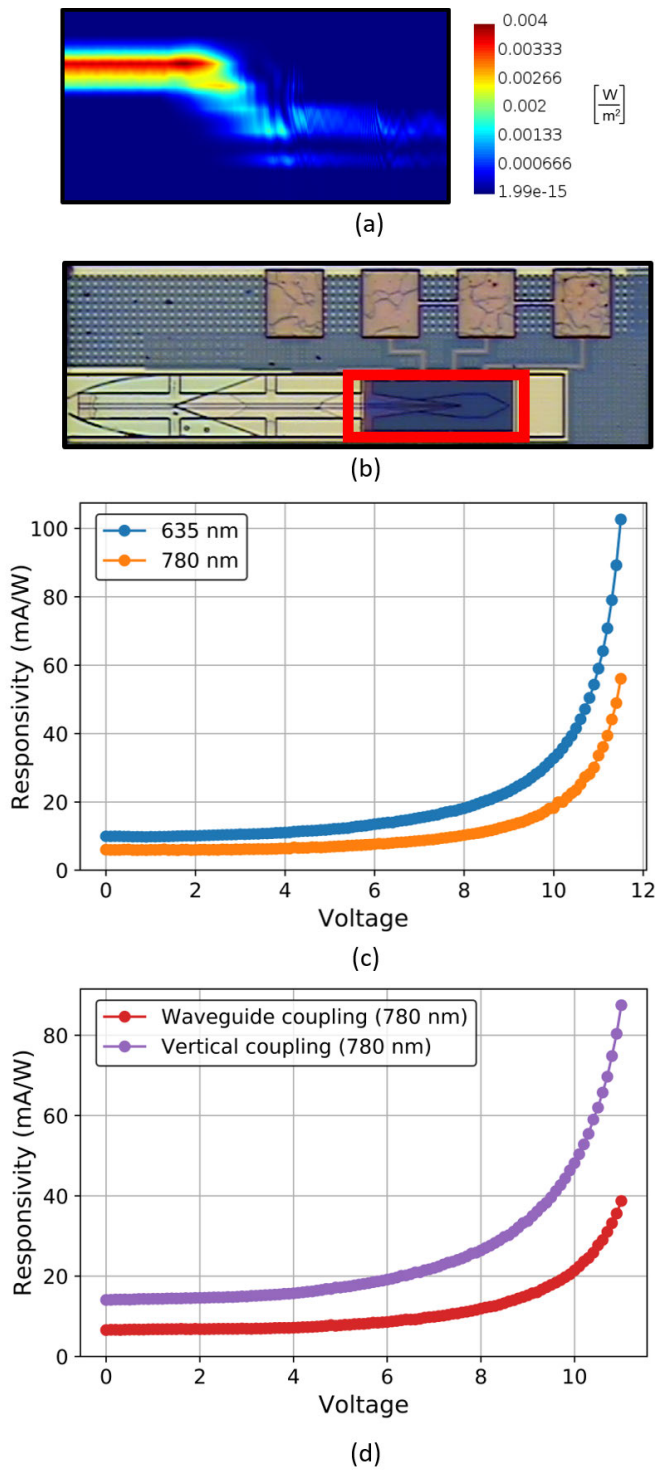 0.004
0.00333
0.00266
0.002
0.00133
0.000666
1.99e-15
[W/m²]
(a)
(b)
635 nm
780 nm
Responsivity (mA/W)
100
80
60
40
20
0
0 2 4 6 8 10 12
Voltage
(c)
Waveguide coupling (780 nm)
Vertical coupling (780 nm)
Responsivity (mA/W)
80
60
40
20
0
0 2 4 6 8 10
Voltage
(d)